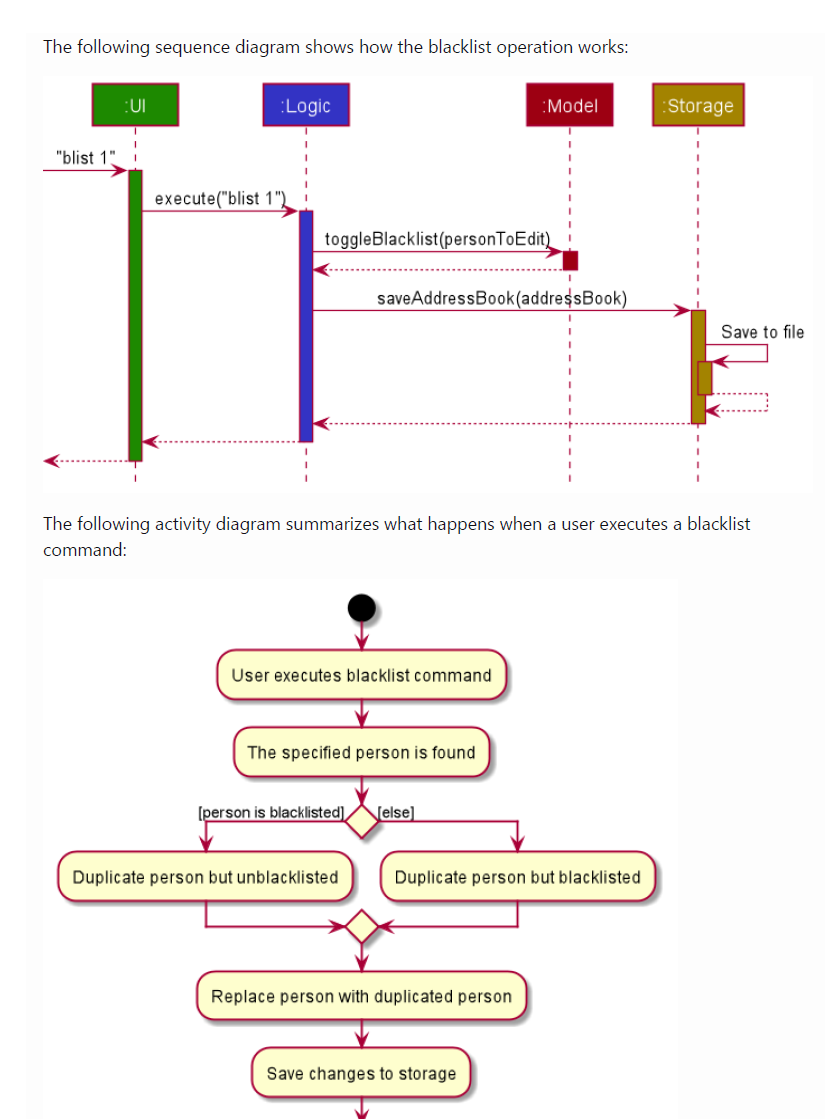 The following sequence diagram shows how the blacklist operation works:
:UI
:Logic
:Model
:Storage
"blist 1"
execute("blist 1")
toggleBlacklist(personToEdit)
saveAddressBook(addressBook)
Save to file
The following activity diagram summarizes what happens when a user executes a blacklist
command:
User executes blacklist command
The specified person is found
[person is blacklisted]
[else]
Duplicate person but unblacklisted
Duplicate person but blacklisted
Replace person with duplicated person
Save changes to storage